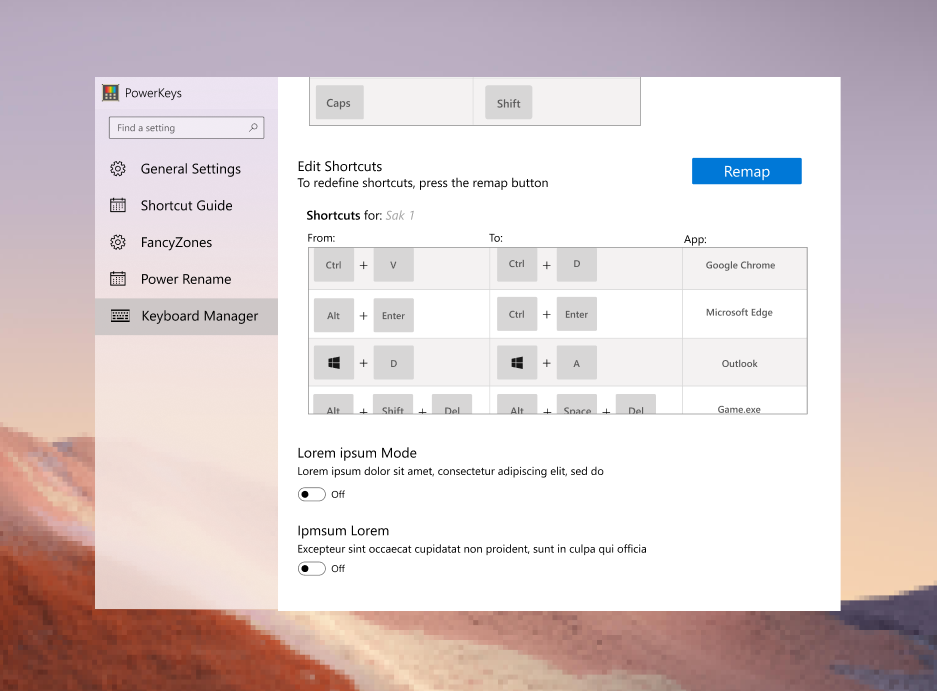 PowerKeys
Find a setting
General Settings
Shortcut Guide
FancyZones
Power Rename
Keyboard Manager
Caps Shift
Edit Shortcuts
To redefine shortcuts, press the remap button
Remap
Shortcuts for: Sak 1
From: To: App:
Ctrl + V Ctrl + D Google Chrome
Alt + Enter Ctrl + Enter Microsoft Edge
+ D + A Outlook
Alt + Shift + Del Alt + Space + Del Game.exe
Lorem ipsum Mode
Lorem ipsum dolor sit amet, consectetur adipiscing elit, sed do
Off
Ipmsum Lorem
Excepteur sint occaecat cupidatat non proident, sunt in culpa qui officia
Off